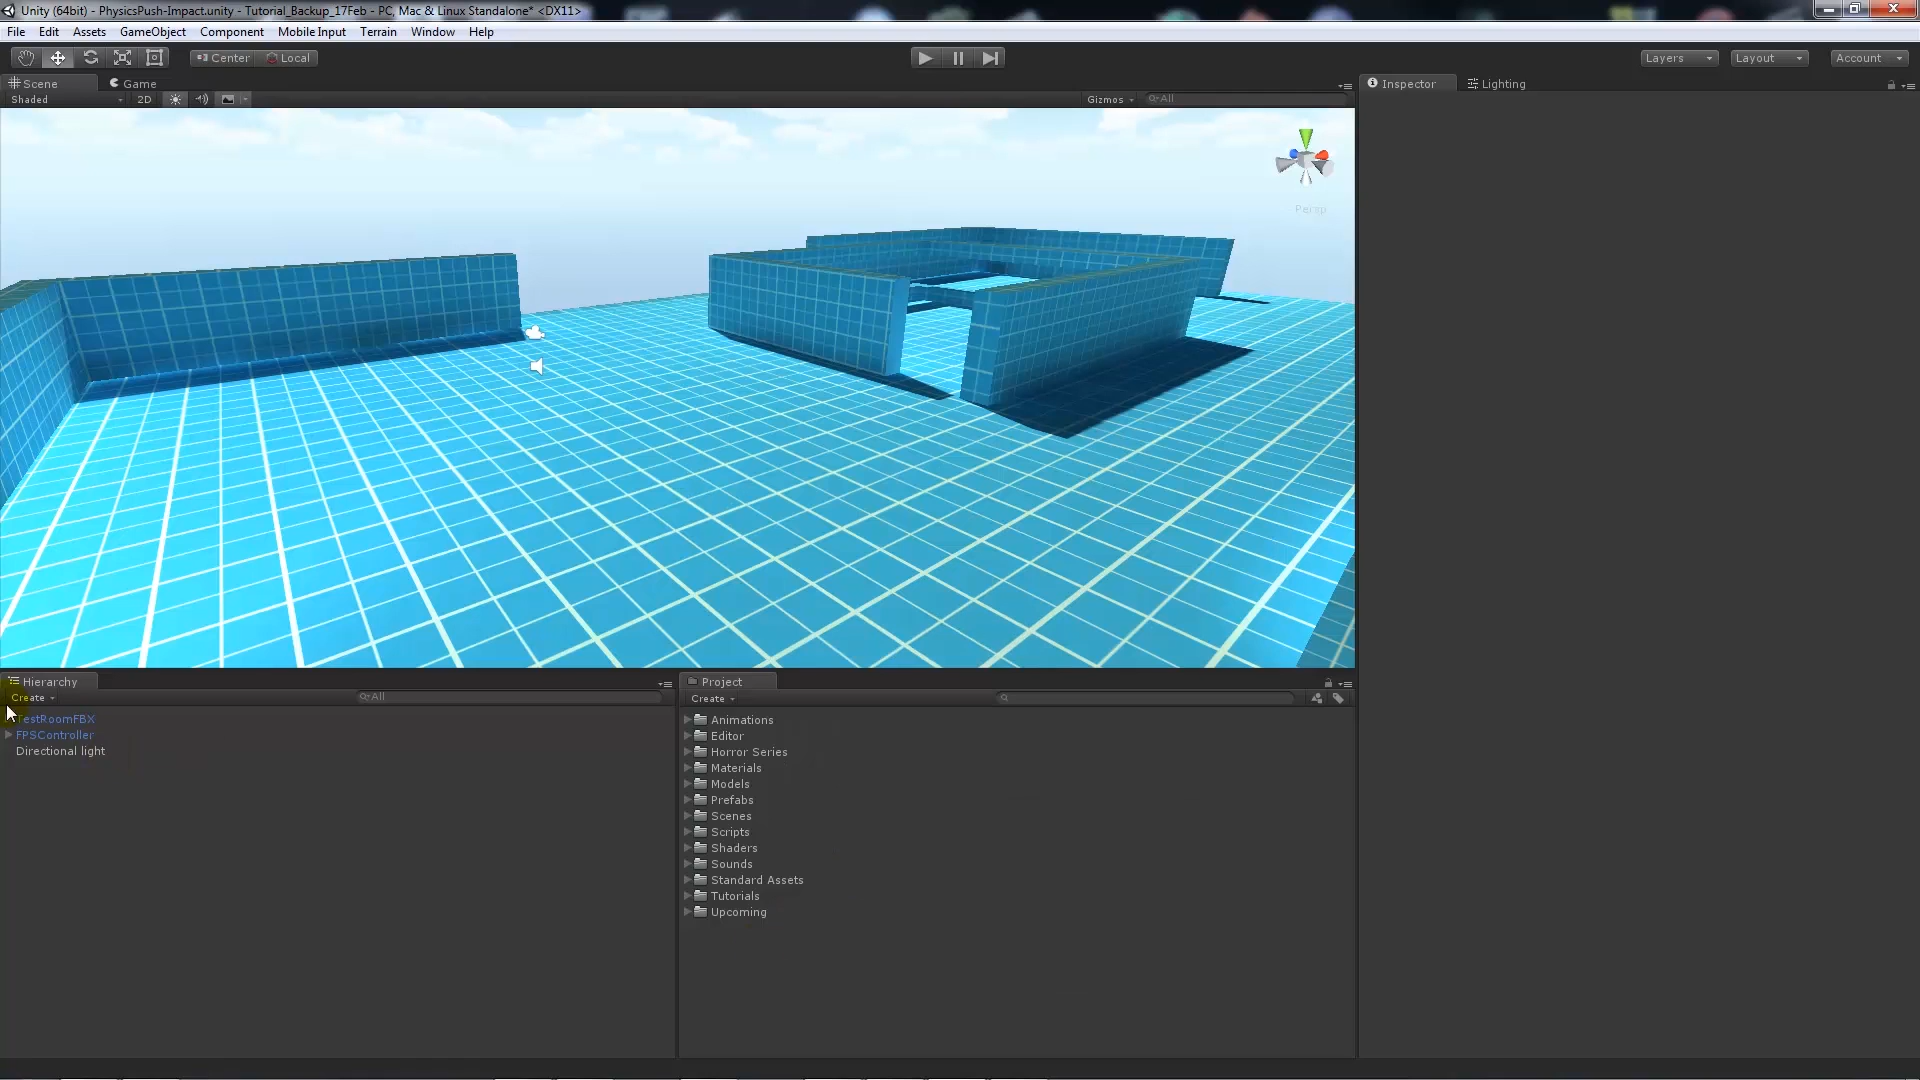 Unity (64bit) - PhysicsPush-Impact.unity - Tutorial_Backup_17Feb - PC, Mac & Linux Standalone* <DX11>
File Edit Assets GameObject Component Mobile Input Terrain Window Help
Center Local Layers Layout Account
Scene Game Inspector Lighting
Shaded 2D Gizmos All
Persp
Hierarchy Project
Create All Create
TestRoomFBX
FPSController
Directional light
Animations
Editor
Horror Series
Materials
Models
Prefabs
Scenes
Scripts
Shaders
Sounds
Standard Assets
Tutorials
Upcoming